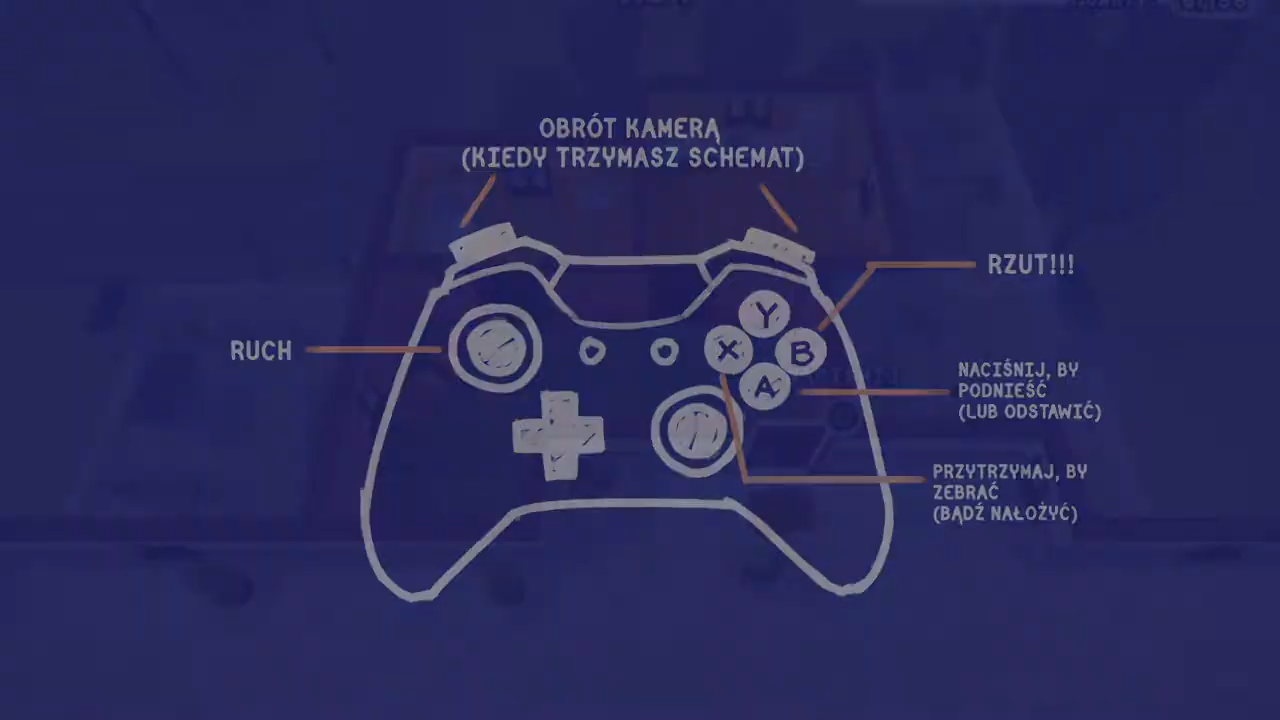 OBRÓT KAMERĄ
(KIEDY TRZYMASZ SCHEMAT)
RZUT!!!
Y
RUCH
X
B
A
NACIŚNIJ, BY
PODNIEŚĆ
(LUB ODSTAWIĆ)
PRZYTRZYMAJ, BY
ZEBRAĆ
(BĄDŹ NAŁOŻYĆ)